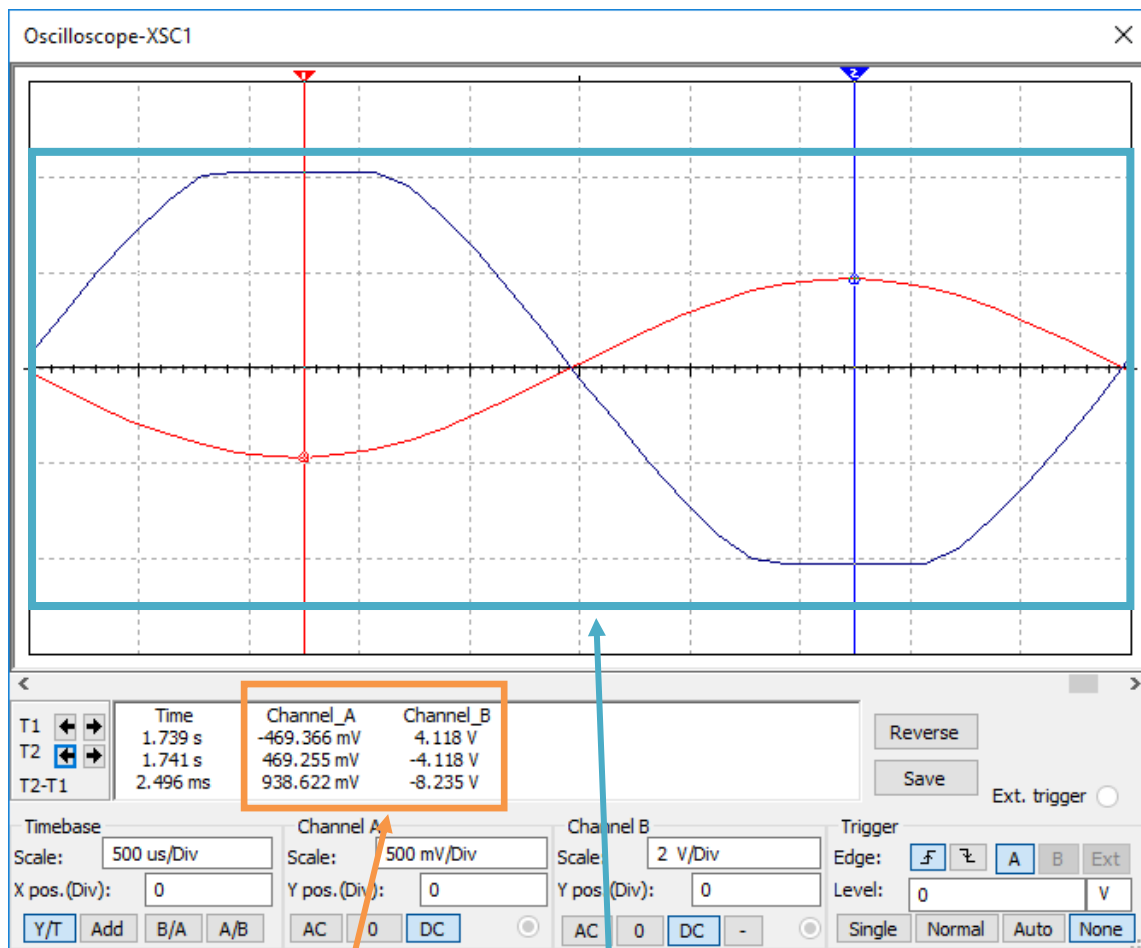 Oscilloscope-XSC1
1
2
T1
T2
T2-T1
Time Channel_A Channel_B
1.739 s -469.366 mV 4.118 V
1.741 s 469.255 mV -4.118 V
2.496 ms 938.622 mV -8.235 V
Reverse
Save
Ext. trigger
Timebase
Scale: 500 us/Div
X pos.(Div): 0
Y/T Add B/A A/B
Channel A
Scale: 500 mV/Div
Y pos.(Div): 0
AC 0 DC
Channel B
Scale: 2 V/Div
Y pos.(Div): 0
AC 0 DC -
Trigger
Edge: A B Ext
Level: 0 V
Single Normal Auto None